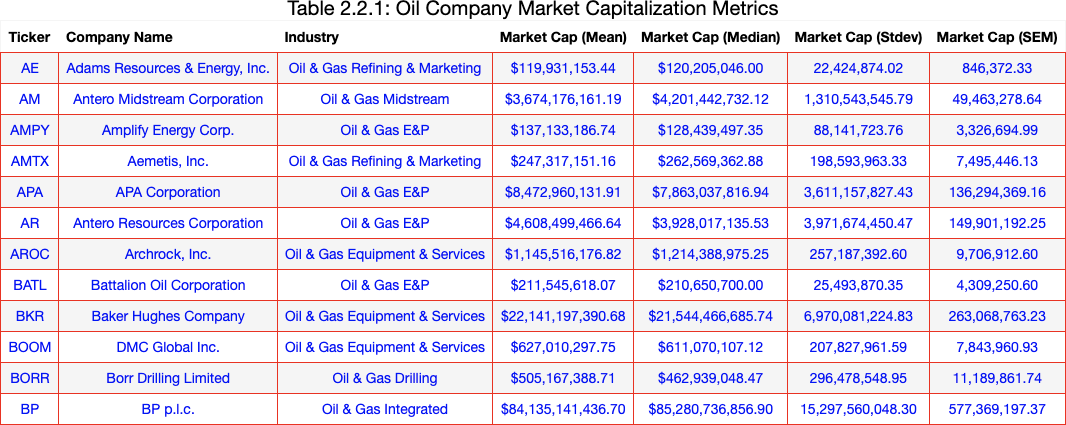 Table 2.2.1: Oil Company Market Capitalization Metrics
Ticker Company Name Industry Market Cap (Mean) Market Cap (Median) Market Cap (Stdev) Market Cap (SEM)
AE Adams Resources & Energy, Inc. Oil & Gas Refining & Marketing $119,931,153.44 $120,205,046.00 22,424,874.02 846,372.33
AM Antero Midstream Corporation Oil & Gas Midstream $3,674,176,161.19 $4,201,442,732.12 1,310,543,545.79 49,463,278.64
AMPY Amplify Energy Corp. Oil & Gas E&P $137,133,186.74 $128,439,497.35 88,141,723.76 3,326,694.99
AMTX Aemetis, Inc. Oil & Gas Refining & Marketing $247,317,151.16 $262,569,362.88 198,593,963.33 7,495,446.13
APA APA Corporation Oil & Gas E&P $8,472,960,131.91 $7,863,037,816.94 3,611,157,827.43 136,294,369.16
AR Antero Resources Corporation Oil & Gas E&P $4,608,499,466.64 $3,928,017,135.53 3,971,674,450.47 149,901,192.25
AROC Archrock, Inc. Oil & Gas Equipment & Services $1,145,516,176.82 $1,214,388,975.25 257,187,392.60 9,706,912.60
BATL Battalion Oil Corporation Oil & Gas E&P $211,545,618.07 $210,650,700.00 25,493,870.35 4,309,250.60
BKR Baker Hughes Company Oil & Gas Equipment & Services $22,141,197,390.68 $21,544,466,685.74 6,970,081,224.83 263,068,763.23
BOOM DMC Global Inc. Oil & Gas Equipment & Services $627,010,297.75 $611,070,107.12 207,827,961.59 7,843,960.93
BORR Borr Drilling Limited Oil & Gas Drilling $505,167,388.71 $462,939,048.47 296,478,548.95 11,189,861.74
BP BP p.l.c. Oil & Gas Integrated $84,135,141,436.70 $85,280,736,856.90 15,297,560,048.30 577,369,197.37